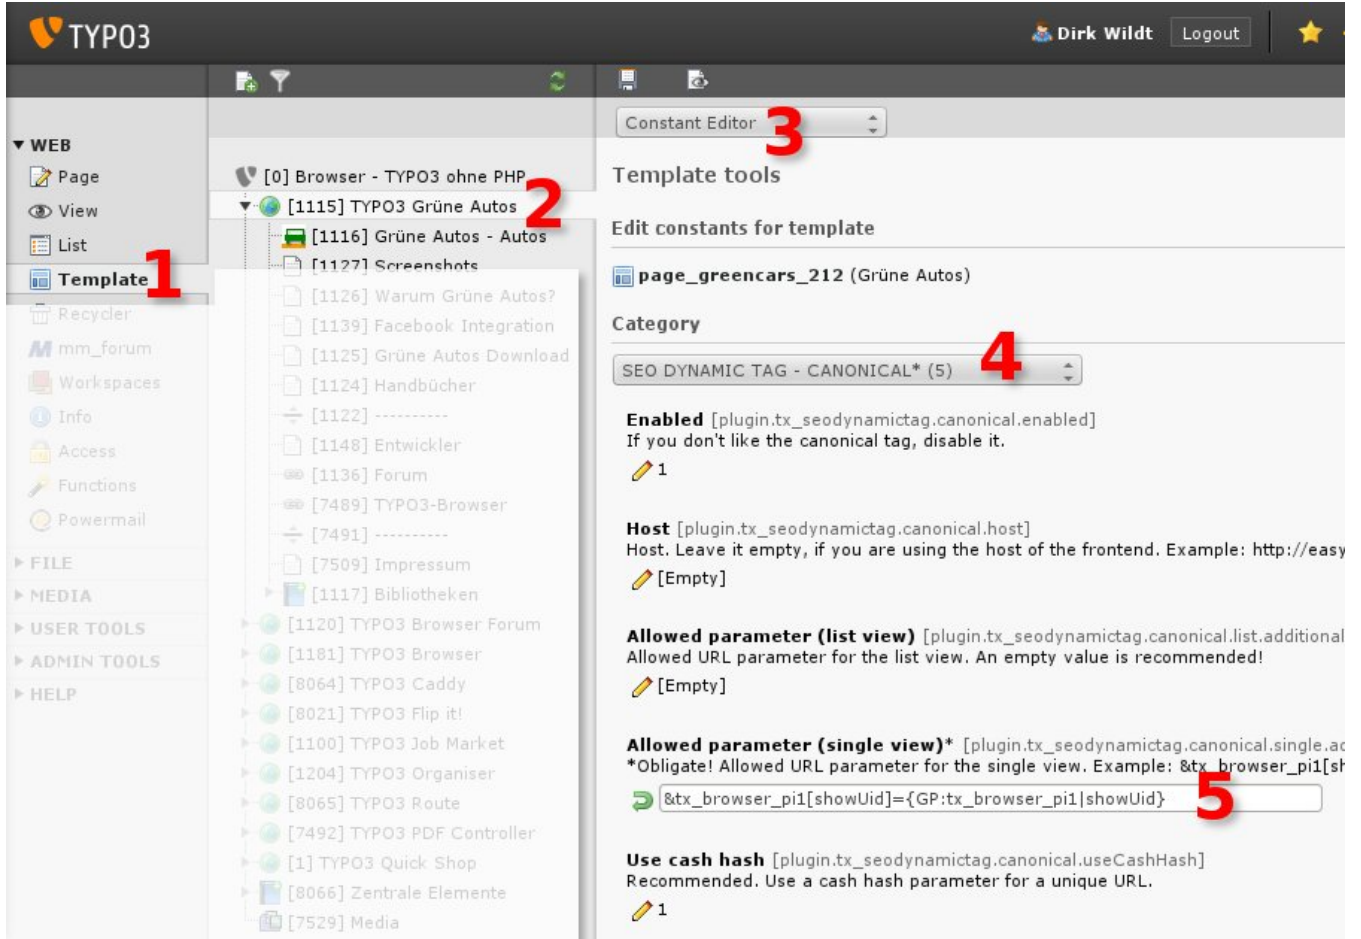 TYPO3
Dirk Wildt Logout
Constant Editor
3
WEB
Page
View
List
Template
1
Recycler
mm_forum
Workspaces
Info
Access
Functions
Powermail
FILE
MEDIA
USER TOOLS
ADMIN TOOLS
HELP
[0] Browser - TYPO3 ohne PHP
2
[1115] TYPO3 Grüne Autos
[1116] Grüne Autos - Autos
[1127] Screenshots
[1126] Warum Grüne Autos?
[1139] Facebook Integration
[1125] Grüne Autos Download
[1124] Handbücher
[1122] ----------
[1148] Entwickler
[1136] Forum
[7489] TYPO3-Browser
[7491] ----------
[7509] Impressum
[1117] Bibliotheken
[1120] TYPO3 Browser Forum
[1181] TYPO3 Browser
[8064] TYPO3 Caddy
[8021] TYPO3 Flip it!
[1100] TYPO3 Job Market
[1204] TYPO3 Organiser
[8065] TYPO3 Route
[7492] TYPO3 PDF Controller
[1] TYPO3 Quick Shop
[8066] Zentrale Elemente
[7529] Media
Template tools
Edit constants for template
page_greencars_212 (Grüne Autos)
Category
SEO DYNAMIC TAG - CANONICAL* (5)
4
Enabled [plugin.tx_seodynamictag.canonical.enabled]
If you don't like the canonical tag, disable it.
1
Host [plugin.tx_seodynamictag.canonical.host]
Host. Leave it empty, if you are using the host of the frontend. Example: http://easy
[Empty]
Allowed parameter (list view) [plugin.tx_seodynamictag.canonical.list.additional
Allowed URL parameter for the list view. An empty value is recommended!
[Empty]
Allowed parameter (single view)* [plugin.tx_seodynamictag.canonical.single.ad
*Obligate! Allowed URL parameter for the single view. Example: &tx_browser_pi1[sh
&tx_browser_pi1[showUid]={GP:tx_browser_pi1|showUid}
5
Use cash hash [plugin.tx_seodynamictag.canonical.useCashHash]
Recommended. Use a cash hash parameter for a unique URL.
1